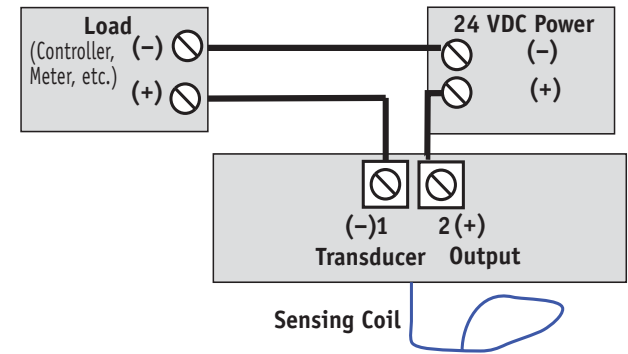 Load
(Controller,
Meter, etc.)
(–)
(+)
24 VDC Power
(–)
(+)
(–)1
2(+)
Transducer Output
Sensing Coil